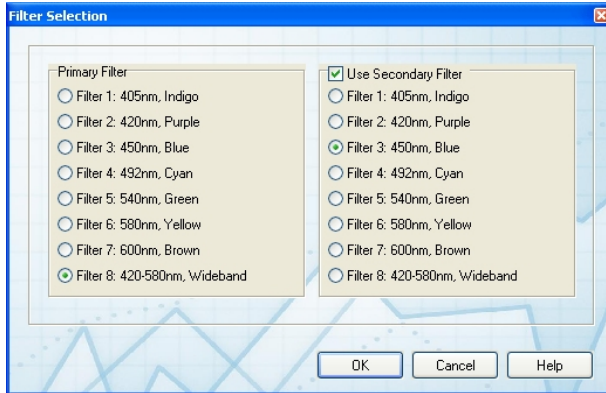 Filter Selection
Primary Filter
Filter 1: 405nm, Indigo
Filter 2: 420nm, Purple
Filter 3: 450nm, Blue
Filter 4: 492nm, Cyan
Filter 5: 540nm, Green
Filter 6: 580nm, Yellow
Filter 7: 600nm, Brown
Filter 8: 420-580nm, Wideband
Use Secondary Filter
Filter 1: 405nm, Indigo
Filter 2: 420nm, Purple
Filter 3: 450nm, Blue
Filter 4: 492nm, Cyan
Filter 5: 540nm, Green
Filter 6: 580nm, Yellow
Filter 7: 600nm, Brown
Filter 8: 420-580nm, Wideband
OK
Cancel
Help